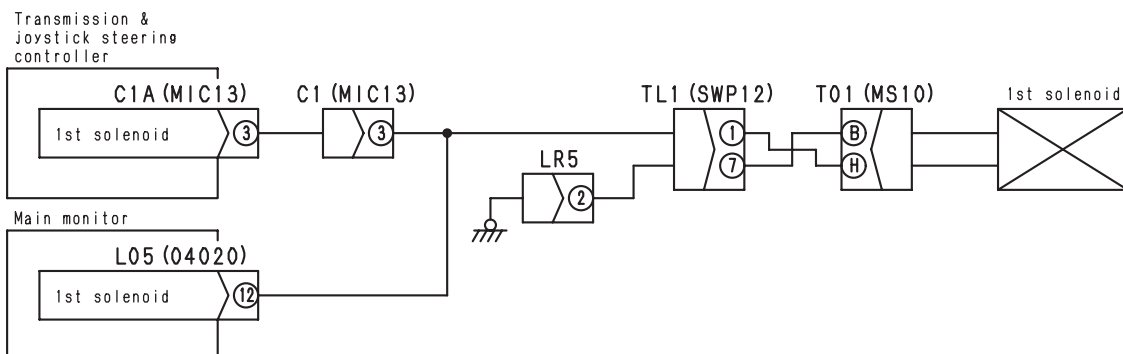 Transmission &
joystick steering
controller
C1A (MIC13)
1st solenoid
3
C1 (MIC13)
3
TL1 (SWP12)
1
7
T01 (MS10)
B
H
1st solenoid
LR5
2
Main monitor
L05 (04020)
1st solenoid
12